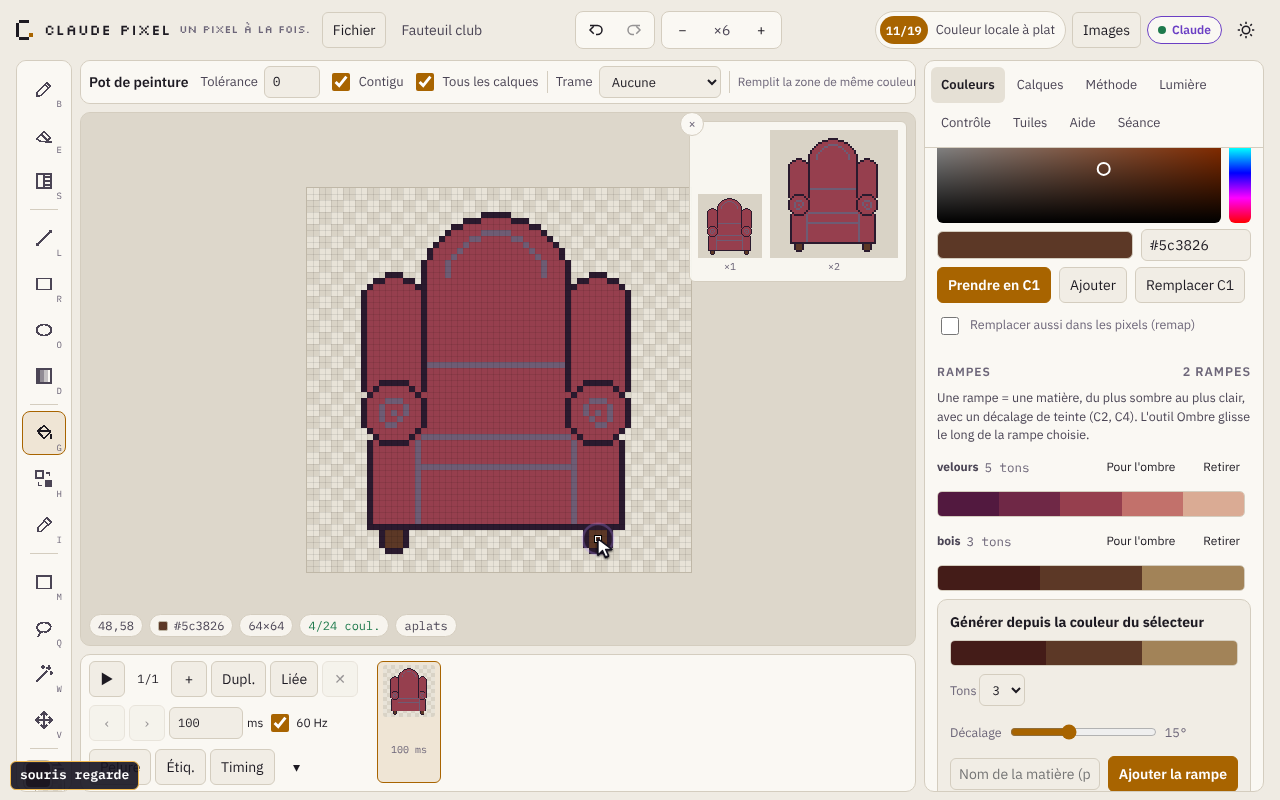 CLAUDE PIXEL UN PIXEL À LA FOIS.
Fichier
Fauteuil club
− ×6 +
11/19 Couleur locale à plat
Images
Claude
Pot de peinture Tolérance 0 Contigu Tous les calques Trame Aucune Remplit la zone de même couleur
B
E
S
L
R
O
D
G
H
I
M
Q
W
V
×
×1
×2
48,58
#5c3826
64×64
4/24 coul.
aplats
1/1 + Dupl. Liée ×
‹ › 100 ms 60 Hz
Étiq. Timing ▼
100 ms
souris regarde
Couleurs Calques Méthode Lumière
Contrôle Tuiles Aide Séance
#5c3826
Prendre en C1 Ajouter Remplacer C1
Remplacer aussi dans les pixels (remap)
RAMPES 2 RAMPES
Une rampe = une matière, du plus sombre au plus clair,
avec un décalage de teinte (C2, C4). L'outil Ombre glisse
le long de la rampe choisie.
velours 5 tons Pour l'ombre Retirer
bois 3 tons Pour l'ombre Retirer
Générer depuis la couleur du sélecteur
Tons 3
Décalage 15°
Nom de la matière (p
Ajouter la rampe